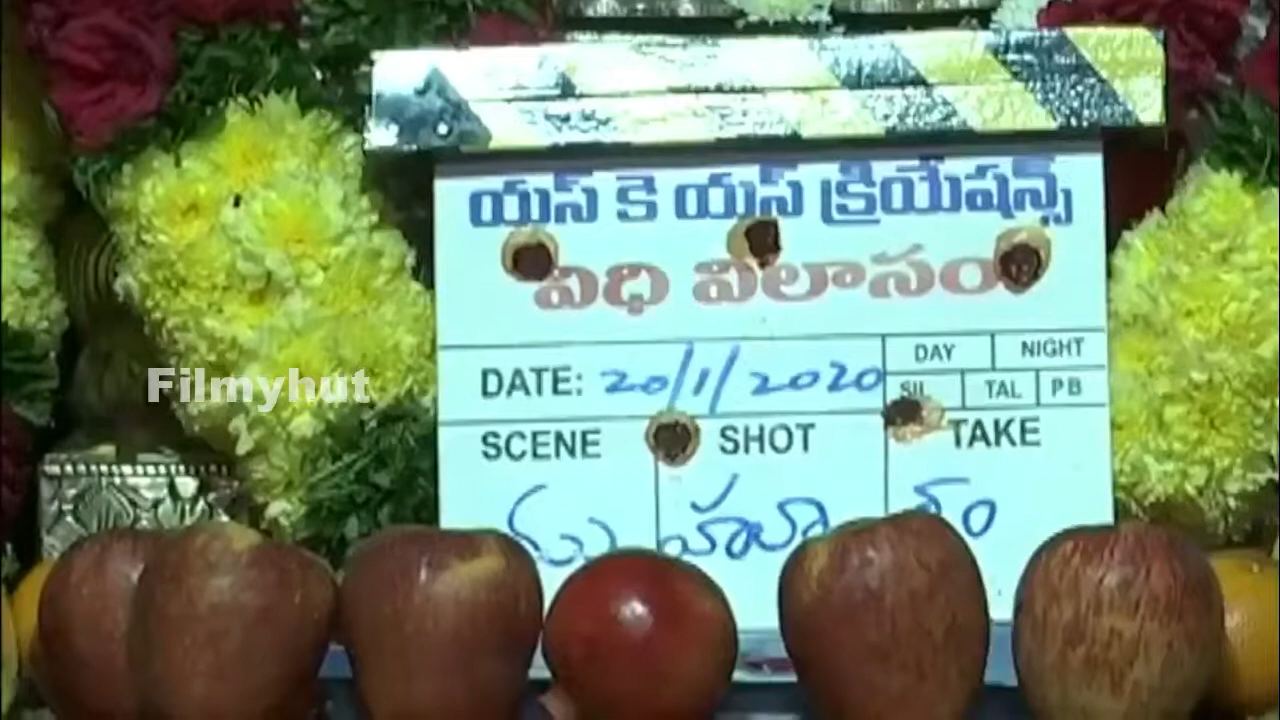 యస్ కె యస్ క్రియేషన్స్
విధి విలాసం
DAY NIGHT
DATE: 20/1/2020
SIL TAL PB
SCENE SHOT TAKE
Filmyhut